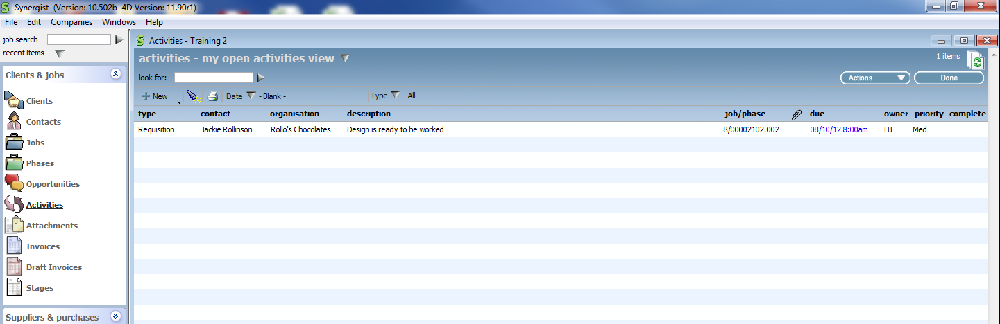 Synergist (Version: 10.502b 4D Version: 11.90r1)
File Edit Companies Windows Help
job search
recent items
Clients & jobs
Clients
Contacts
Jobs
Phases
Opportunities
Activities
Attachments
Invoices
Draft Invoices
Stages
Suppliers & purchases
Activities - Training 2
activities - my open activities view
1 items
look for:
Actions Done
New Date - Blank - Type - All -
type contact organisation description job/phase due owner priority complete
Requisition Jackie Rollinson Rollo's Chocolates Design is ready to be worked 8/00002102.002 08/10/12 8:00am LB Med